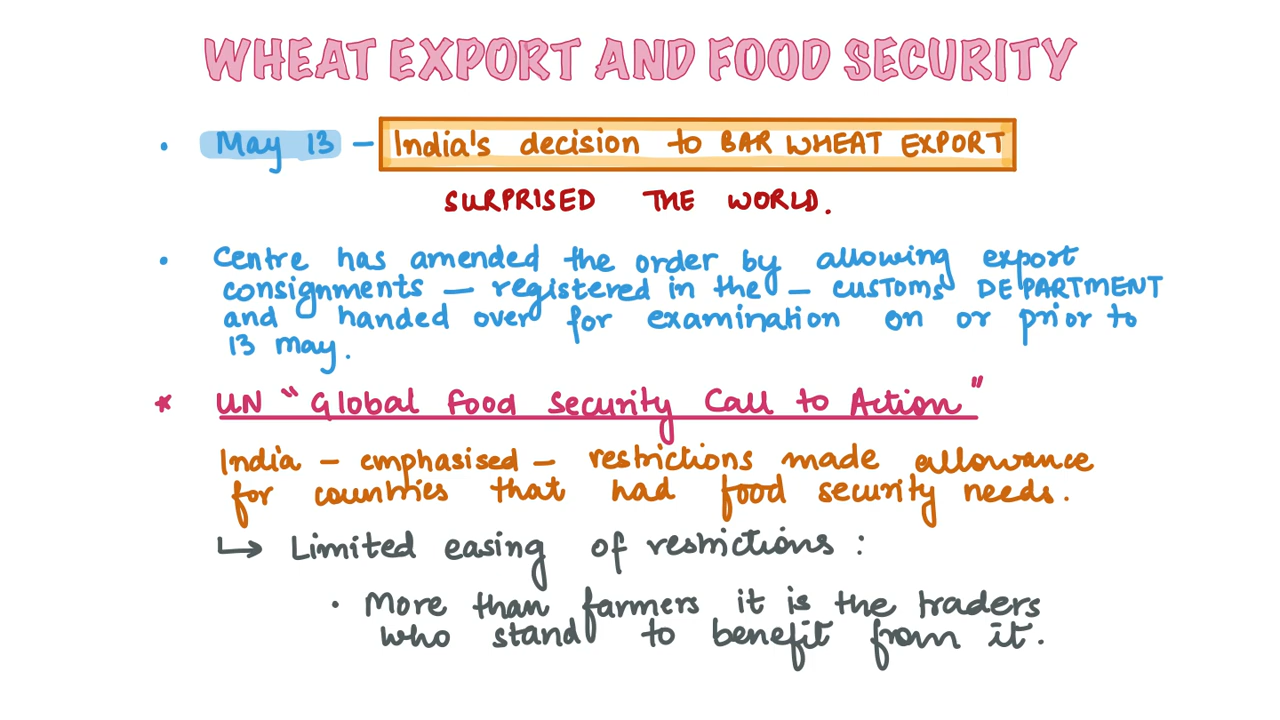 WHEAT EXPORT AND FOOD SECURITY
• May 13 – India's decision to BAR WHEAT EXPORT
SURPRISED THE WORLD.
• Centre has amended the order by allowing export
consignments – registered in the – CUSTOMS DEPARTMENT
and handed over for examination on or prior to
13 May.
* UN "Global Food Security Call to Action"
India – emphasised – restrictions made allowance
for countries that had food security needs.
↳ Limited easing of restrictions :
• More than farmers it is the traders
who stand to benefit from it.